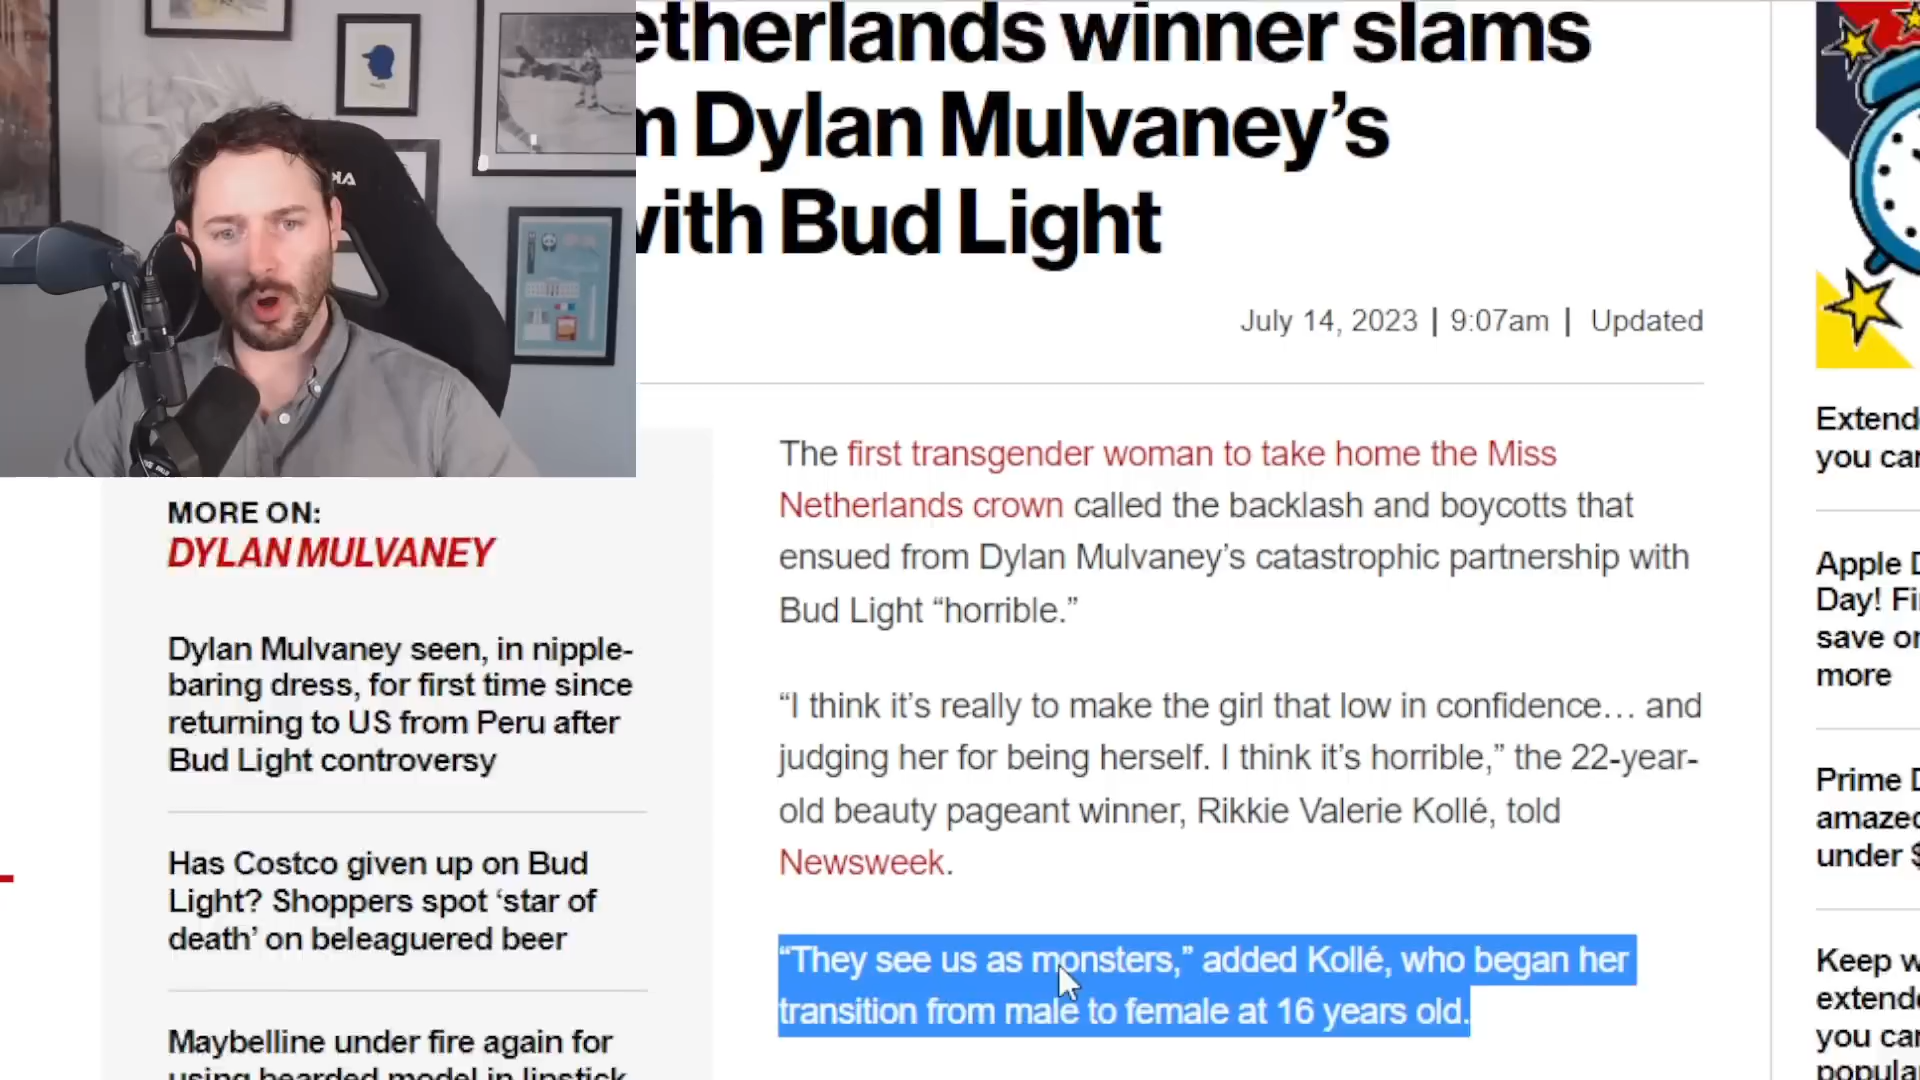 etherlands winner slams
m Dylan Mulvaney’s
with Bud Light
July 14, 2023 | 9:07am | Updated
The first transgender woman to take home the Miss
Netherlands crown called the backlash and boycotts that
ensued from Dylan Mulvaney’s catastrophic partnership with
Bud Light “horrible.”
“I think it’s really to make the girl that low in confidence… and
judging her for being herself. I think it’s horrible,” the 22-year-
old beauty pageant winner, Rikkie Valerie Kollé, told
Newsweek.
“They see us as monsters,” added Kollé, who began her
transition from male to female at 16 years old.
MORE ON:
DYLAN MULVANEY
Dylan Mulvaney seen, in nipple-
baring dress, for first time since
returning to US from Peru after
Bud Light controversy
Has Costco given up on Bud
Light? Shoppers spot ‘star of
death’ on beleaguered beer
Maybelline under fire again for
using bearded model in lipstick
Extend
you can
Apple D
Day! Fi
save on
more
Prime D
amazed
under $
Keep w
extende
you can
popula